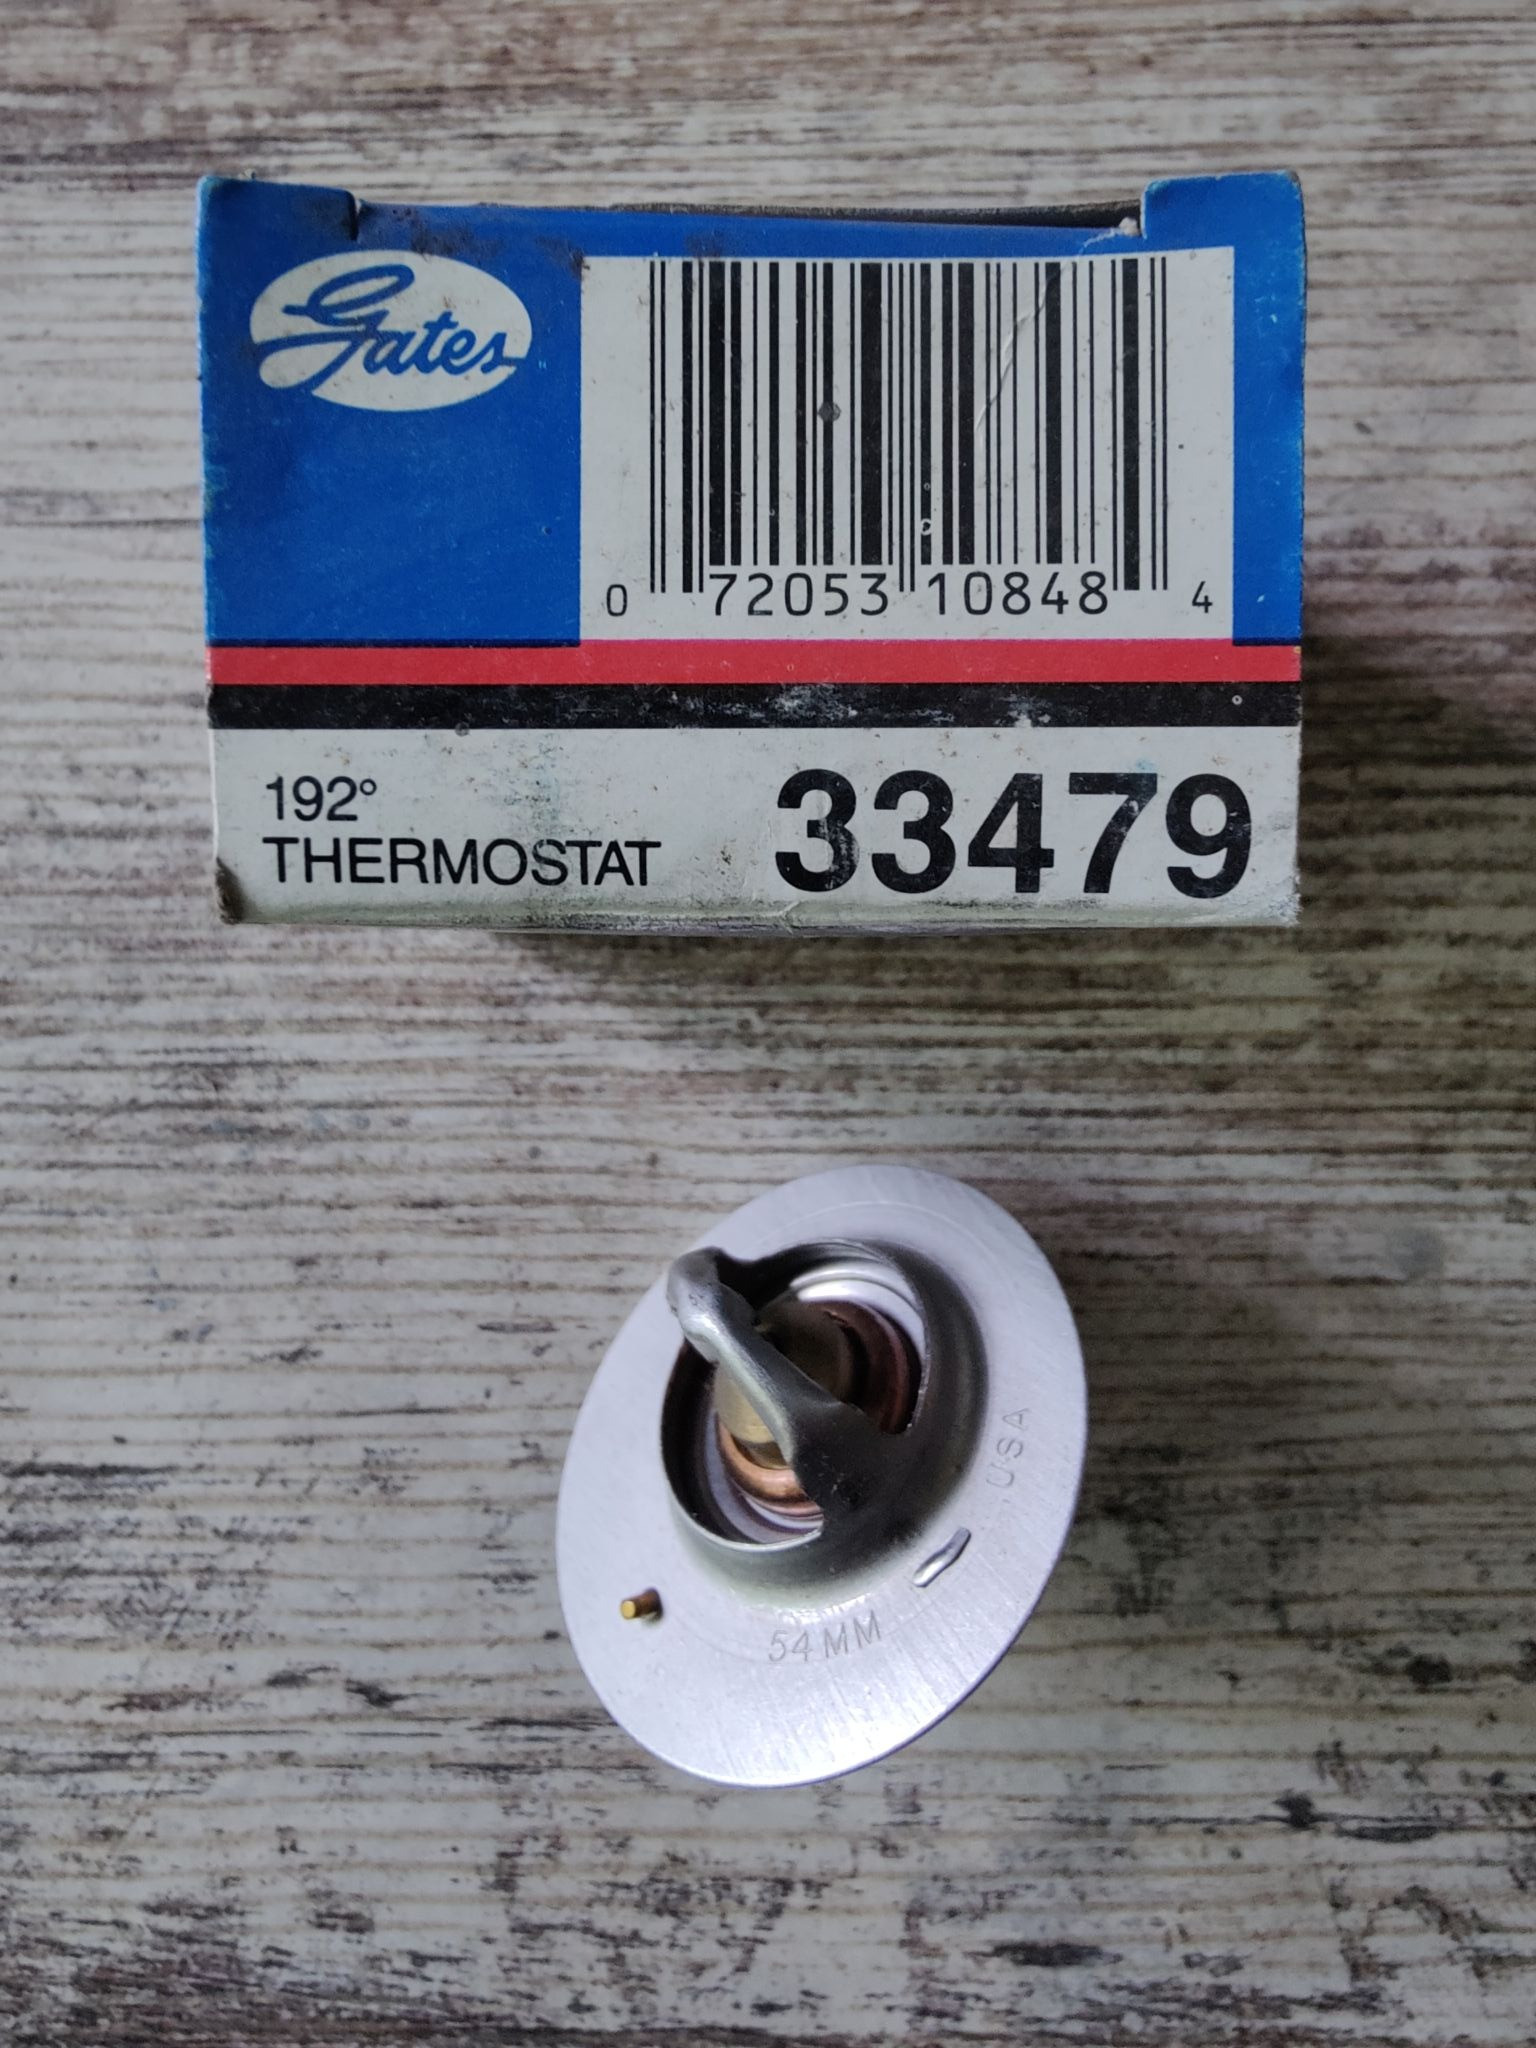 Gates
0 72053 10848 4
192°
THERMOSTAT
33479
USA
54MM